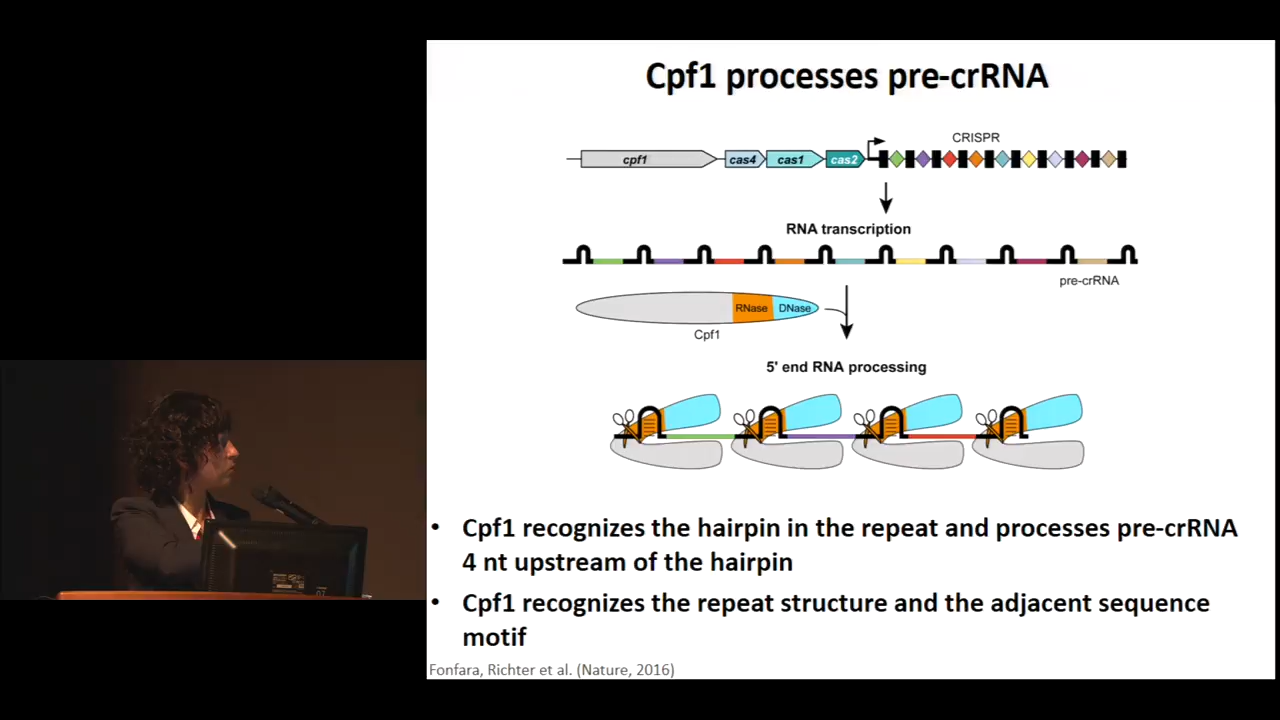 Cpf1 processes pre-crRNA
CRISPR
cpf1
cas4
cas1
cas2
RNA transcription
pre-crRNA
RNase
DNase
Cpf1
5' end RNA processing
• Cpf1 recognizes the hairpin in the repeat and processes pre-crRNA
4 nt upstream of the hairpin
• Cpf1 recognizes the repeat structure and the adjacent sequence
motif
Fonfara, Richter et al. (Nature, 2016)